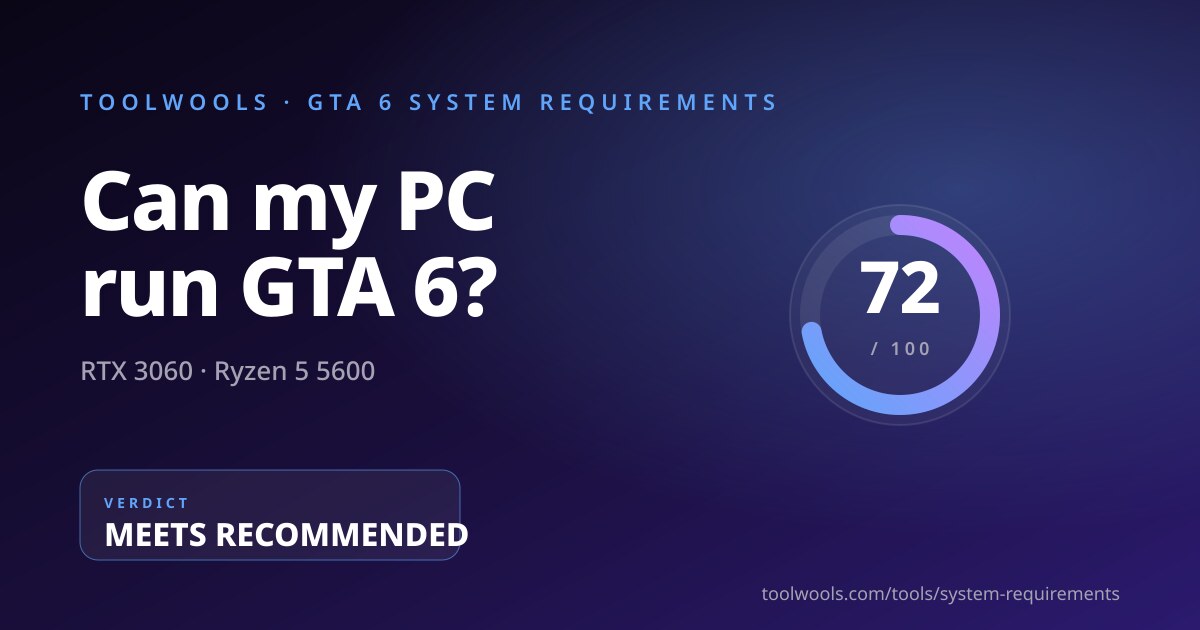 TOOLWOOLS · GTA 6 SYSTEM REQUIREMENTS
Can my PC
run GTA 6?
RTX 3060 · Ryzen 5 5600
72
/ 100
VERDICT
MEETS RECOMMENDED
toolwools.com/tools/system-requirements